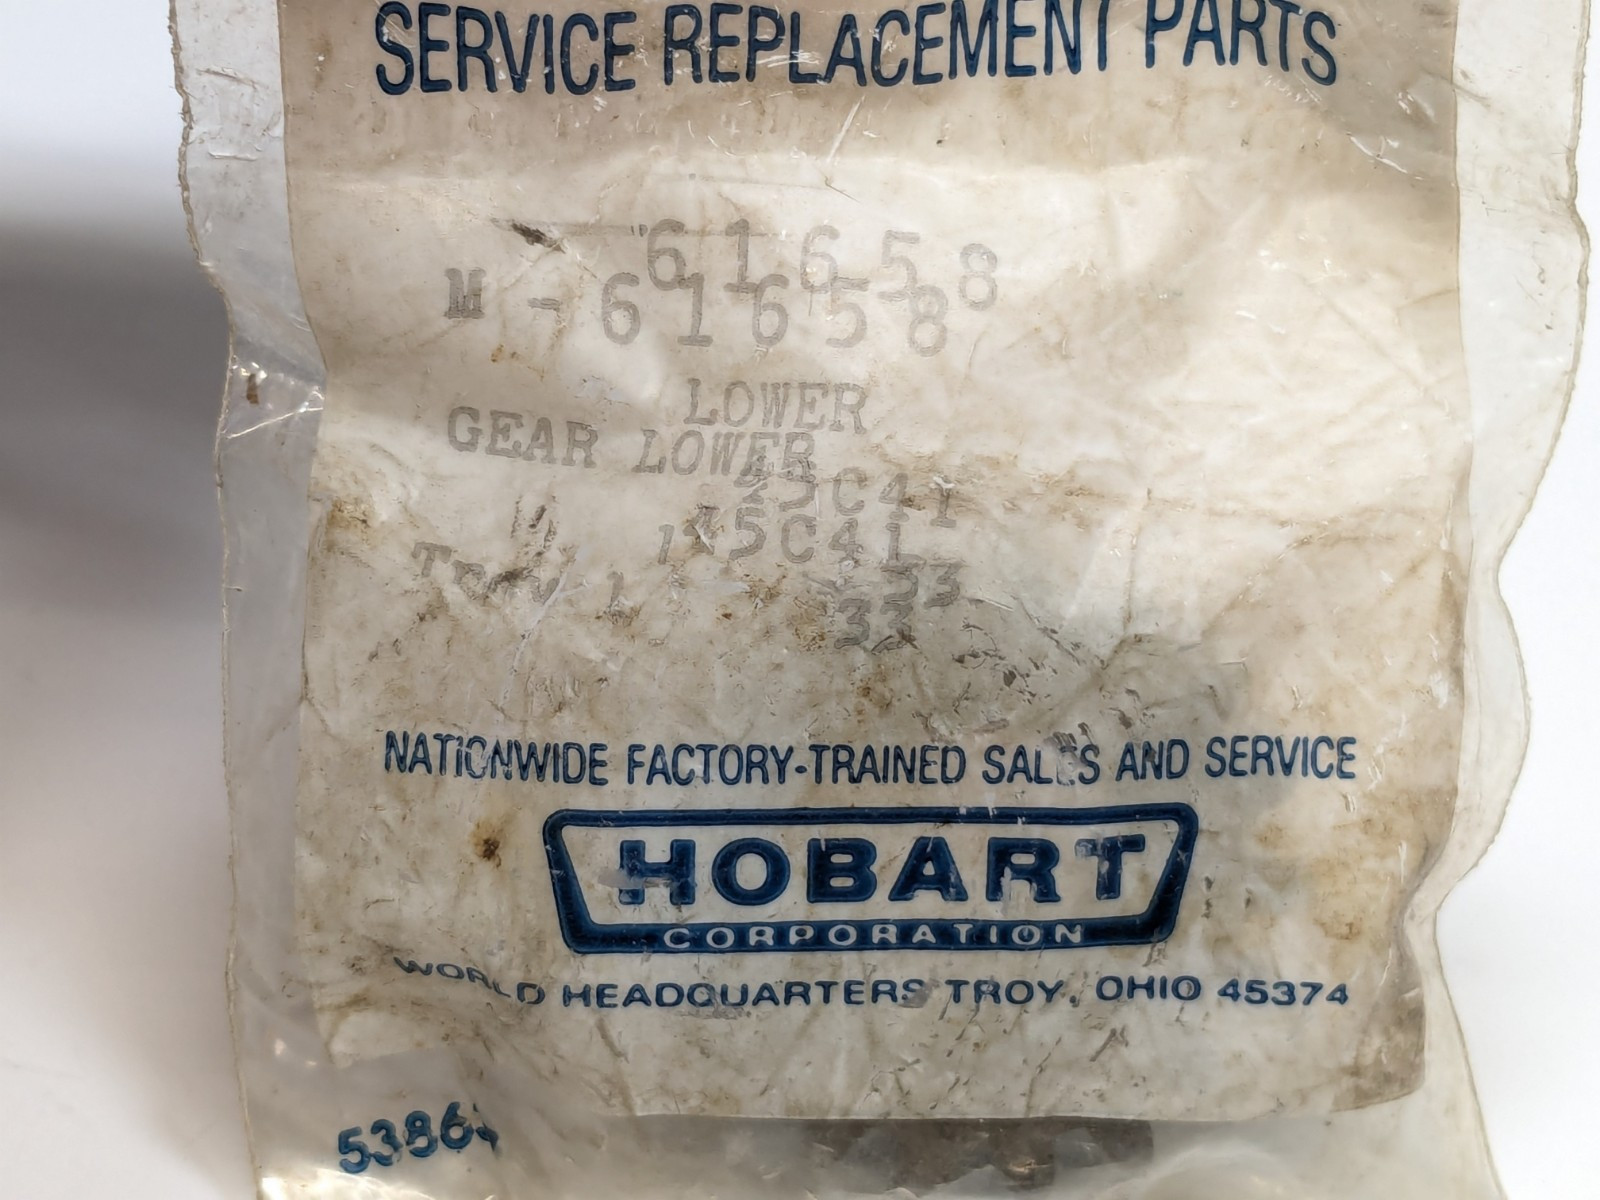 SERVICE REPLACEMENT PARTS
61658
M - 61658
LOWER
GEAR LOWER
5C41
5C41
33
33
NATIONWIDE FACTORY-TRAINED SALES AND SERVICE
HOBART
CORPORATION
WORLD HEADQUARTERS TROY, OHIO 45374